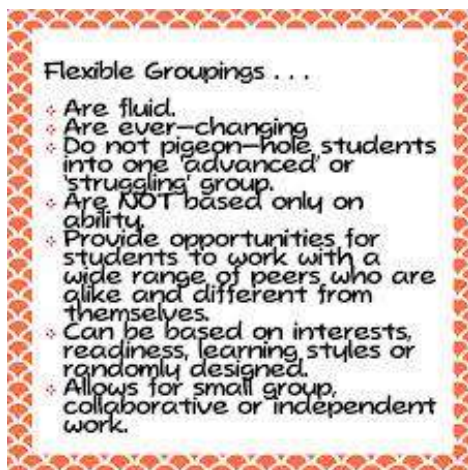 Flexible Groupings . . .
Are fluid.
Are ever-changing
Do not pigeon-hole students
into one 'advanced' or
'struggling' group.
Are NOT based only on
ability.
Provide opportunities for
students to work with a
wide range of peers who are
alike and different from
themselves.
Can be based on interests,
readiness, learning styles or
randomly designed.
Allows for small group,
collaborative or independent
work.